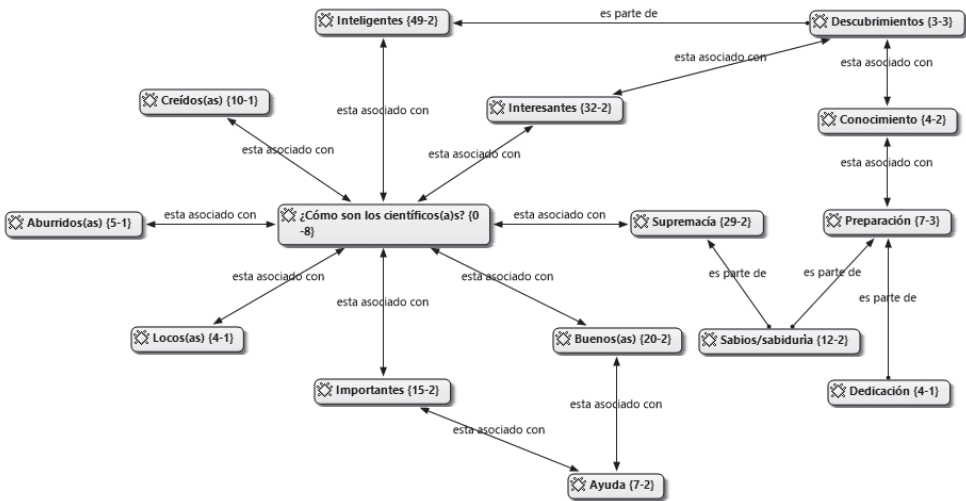 Inteligentes {49-2}
es parte de
Descubrimientos {3-3}
esta asociado con
esta asociado con
Creídos(as) {10-1}
esta asociado con
Interesantes {32-2}
Conocimiento {4-2}
esta asociado con
esta asociado con
esta asociado con
Aburridos(as) {5-1}
esta asociado con
¿Cómo son los científicos(a)s? {0
-8}
esta asociado con
Supremacía {29-2}
Preparación {7-3}
esta asociado con
esta asociado con
esta asociado con
es parte de
es parte de
es parte de
Locos(as) {4-1}
Buenos(as) {20-2}
Sabios/sabiduria {12-2}
Importantes {15-2}
Dedicación {4-1}
esta asociado con
esta asociado con
Ayuda {7-2}